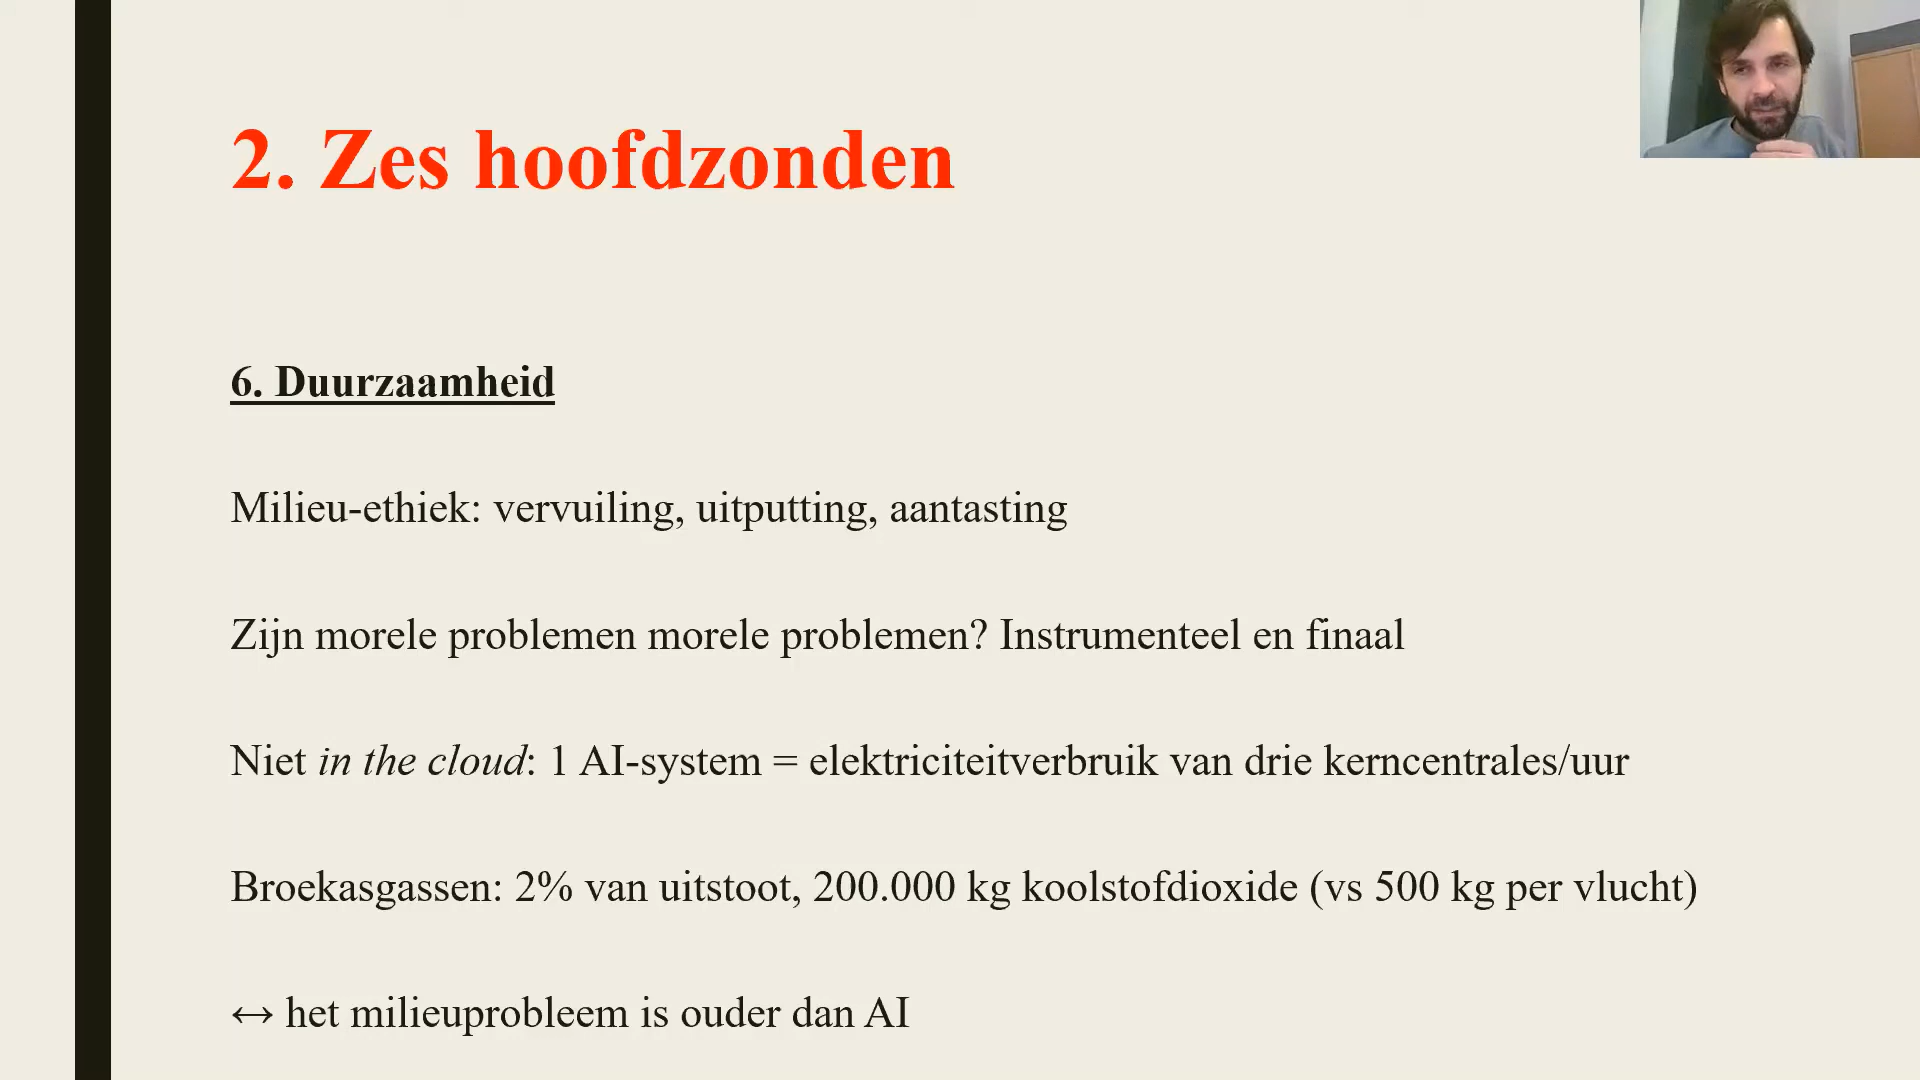 2. Zes hoofdzonden
6. Duurzaamheid
Milieu-ethiek: vervuiling, uitputting, aantasting
Zijn morele problemen morele problemen? Instrumenteel en finaal
Niet in the cloud: 1 AI-system = elektriciteitverbruik van drie kerncentrales/uur
Broekasgassen: 2% van uitstoot, 200.000 kg koolstofdioxide (vs 500 kg per vlucht)
↔ het milieuprobleem is ouder dan AI